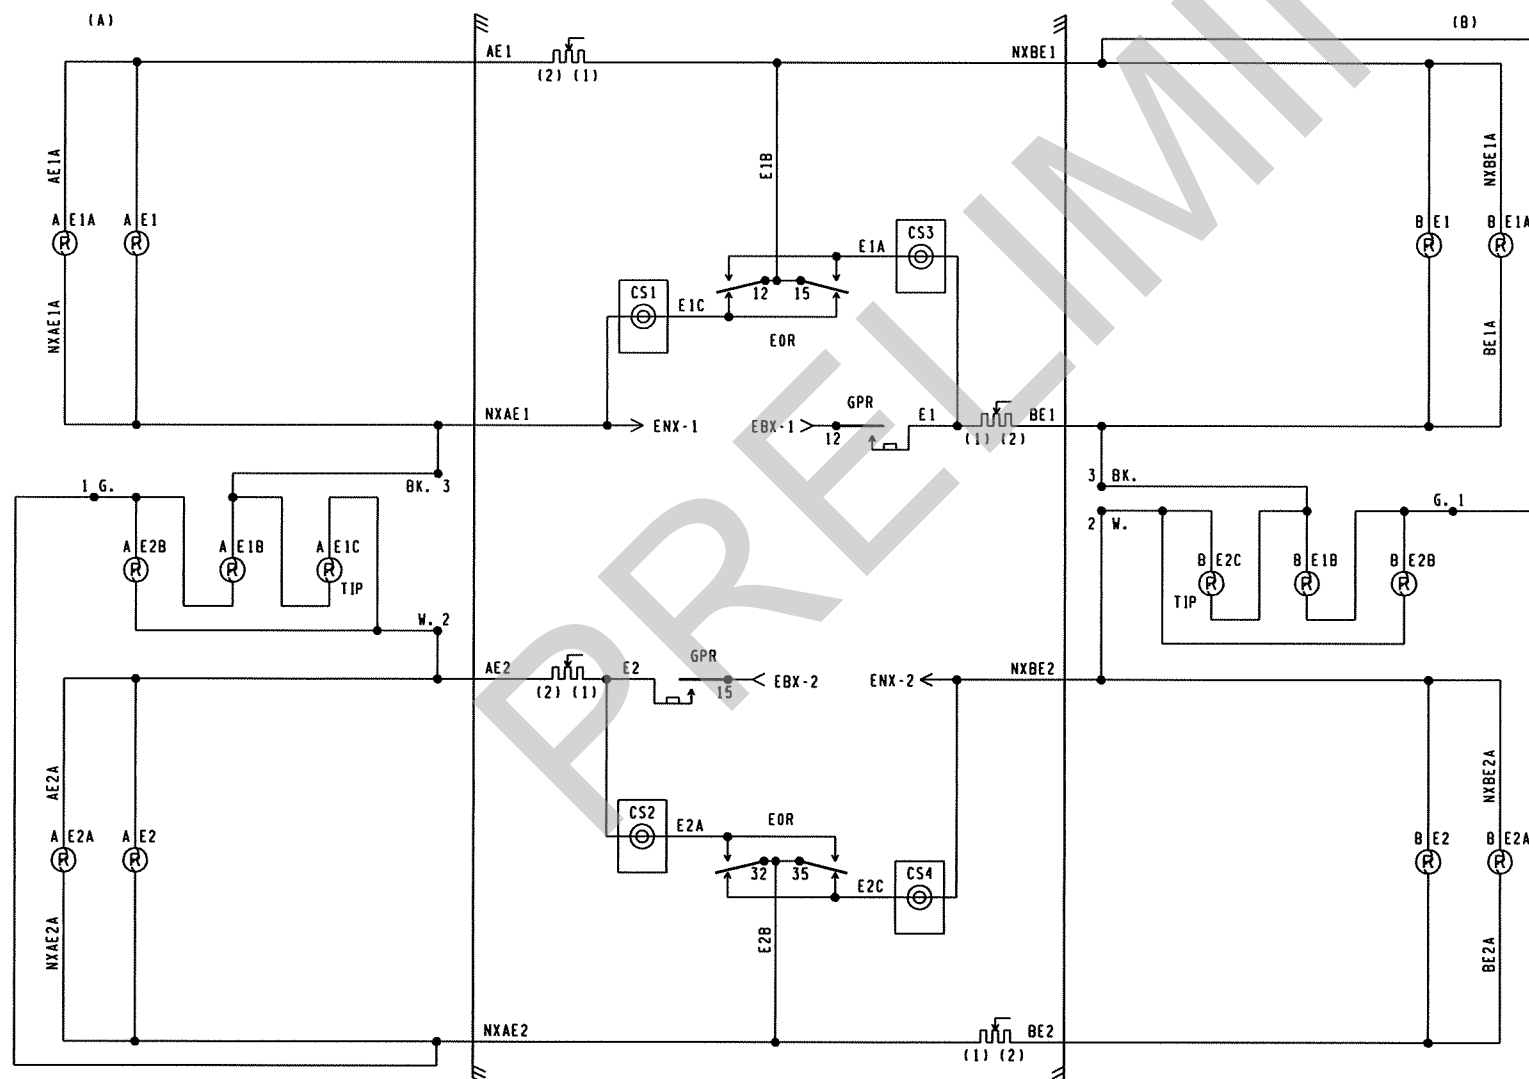 (A)
(B)
AE1
(2) (1)
NXBE1
AE1A
A E1A
R
NXAE1A
A E1
R
E1B
CS3
E1A
CS1
E1C
12 15
EOR
B E1
R
NXBE1A
B E1A
R
BE1A
NXAE1
ENX-1
EBX-1
12
GPR
E1
(1) (2)
BE1
1 G.
BK. 3
3 BK.
2 W.
G. 1
A E2B
R
A E1B
R
A E1C
R
TIP
B E2C
R
TIP
B E1B
R
B E2B
R
W. 2
AE2
(2) (1)
E2
GPR
15
EBX-2
ENX-2
NXBE2
AE2A
A E2A
R
NXAE2A
A E2
R
CS2
E2A
EOR
32 35
E2C
CS4
E2B
B E2
R
NXBE2A
B E2A
R
BE2A
NXAE2
(1) (2)
BE2